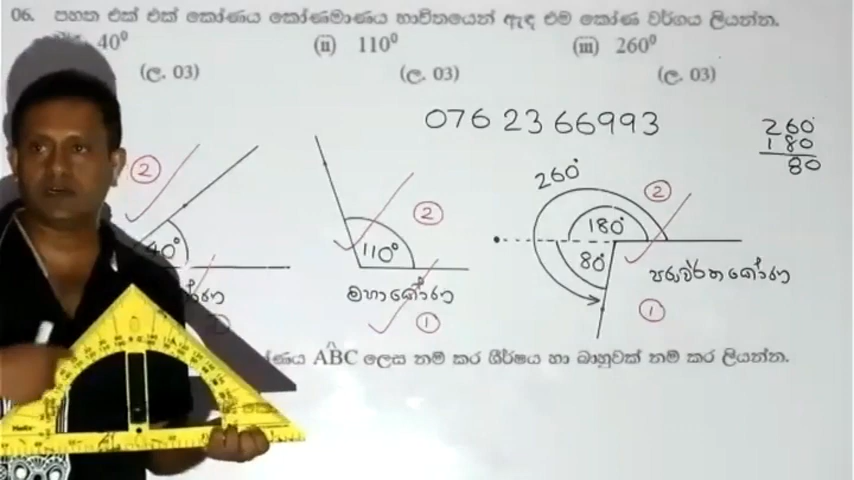 06. පහත එක් එක් කෝණය කෝණමානය භාවිතයෙන් ඇඳ එම කෝණ වර්ගය ලියන්න.
40⁰ (ii) 110⁰ (iii) 260⁰
(ල. 03) (ල. 03) (ල. 03)
076 23 66993
260
180
80
260°
2 2 2
180°
40° 110° 80°
මහා කෝණ පරාවර්ත කෝණ
1 1
ABC ලෙස නම් කර ශීර්ෂය හා බාහුවක් නම් කර ලියන්න.